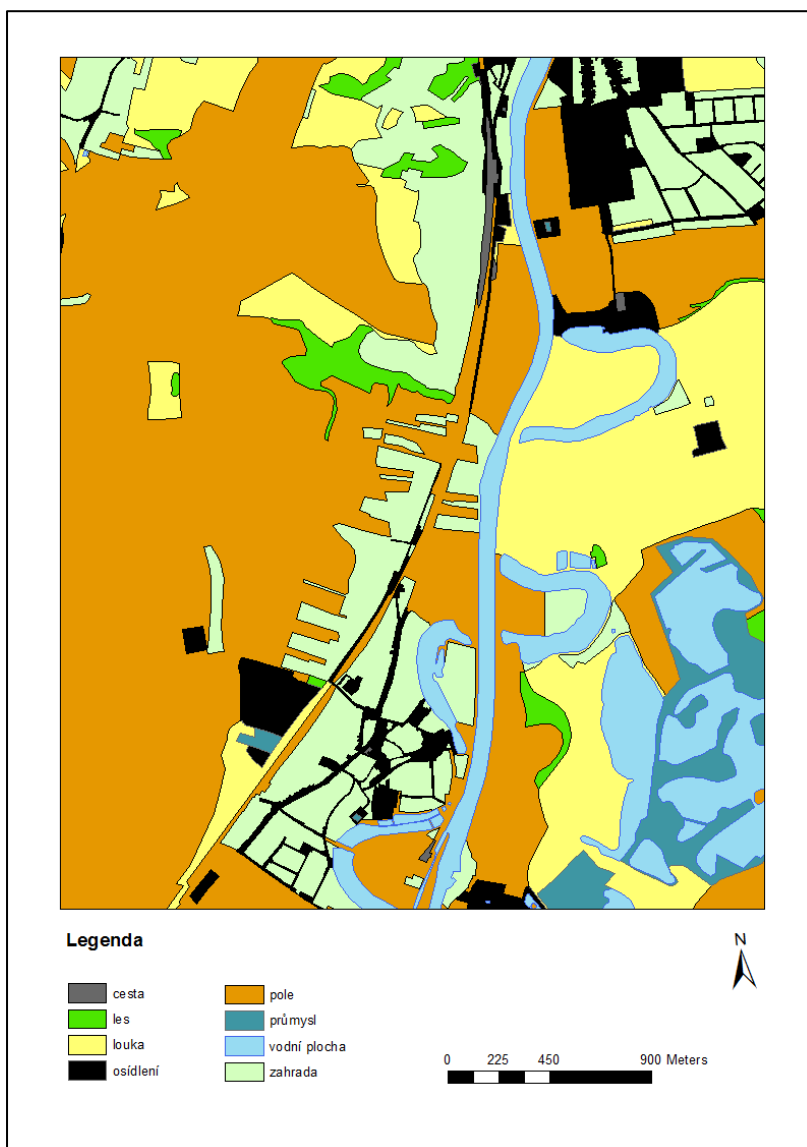 Legenda
N
cesta
les
louka
osídlení
pole
průmysl
vodní plocha
zahrada
0 225 450 900 Meters